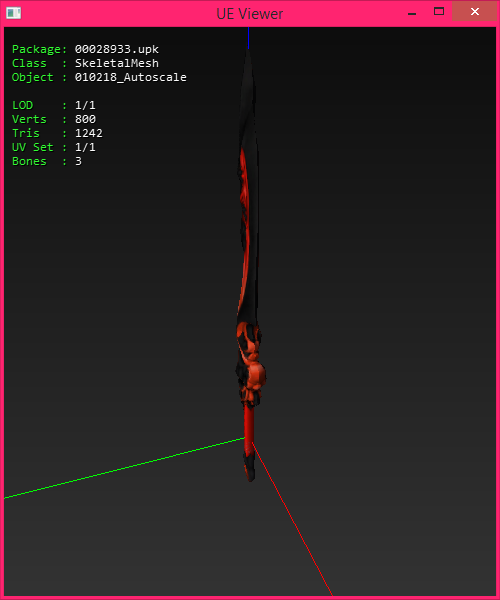 UE Viewer
Package: 00028933.upk
Class  : SkeletalMesh
Object : 010218_Autoscale
LOD    : 1/1
Verts  : 800
Tris   : 1242
UV Set : 1/1
Bones  : 3